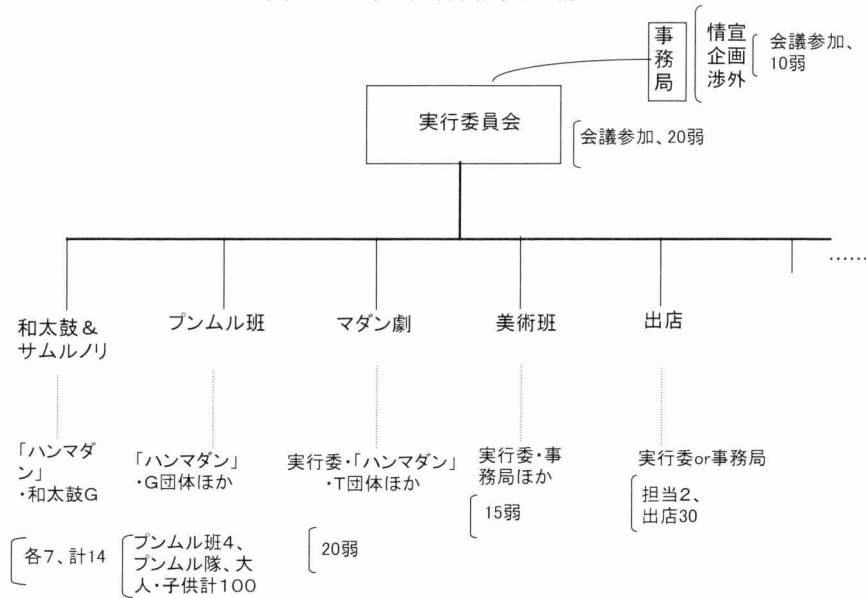 事務局
情宣
企画
渉外
会議参加、
10弱
実行委員会
会議参加、20弱
……
和太鼓＆
サムルノリ
プンムル班
マダン劇
美術班
出店
「ハンマダ
ン」
・和太鼓G
「ハンマダン」
・G団体ほか
実行委・「ハンマダン」
・T団体ほか
実行委・事
務局ほか
実行委or事務局
各7、計14
プンムル班4、
プンムル隊、大
人・子供計100
20弱
15弱
担当2、
出店30